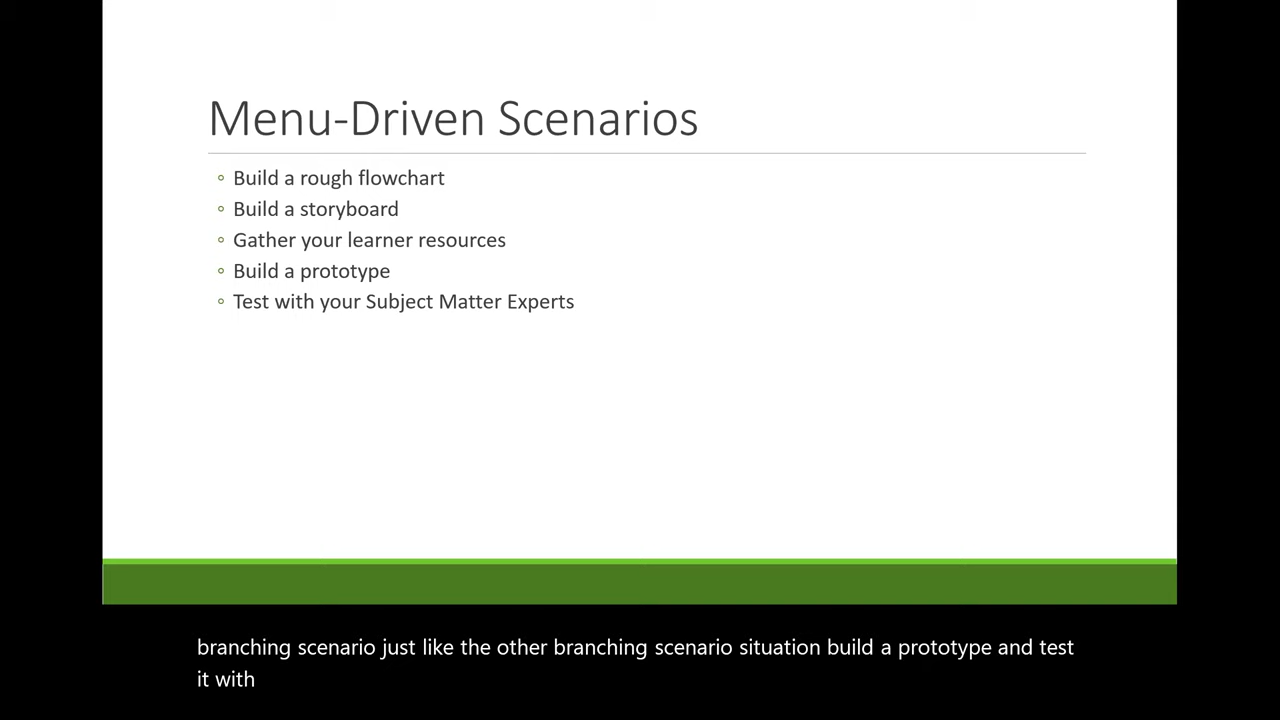 Menu-Driven Scenarios
◦ Build a rough flowchart
◦ Build a storyboard
◦ Gather your learner resources
◦ Build a prototype
◦ Test with your Subject Matter Experts
branching scenario just like the other branching scenario situation build a prototype and test
it with